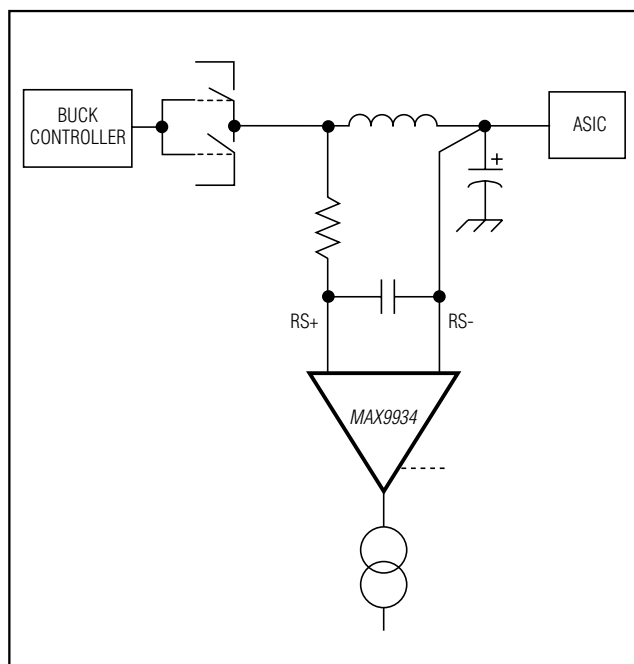 BUCK
CONTROLLER
ASIC
+
RS+
RS-
MAX9934